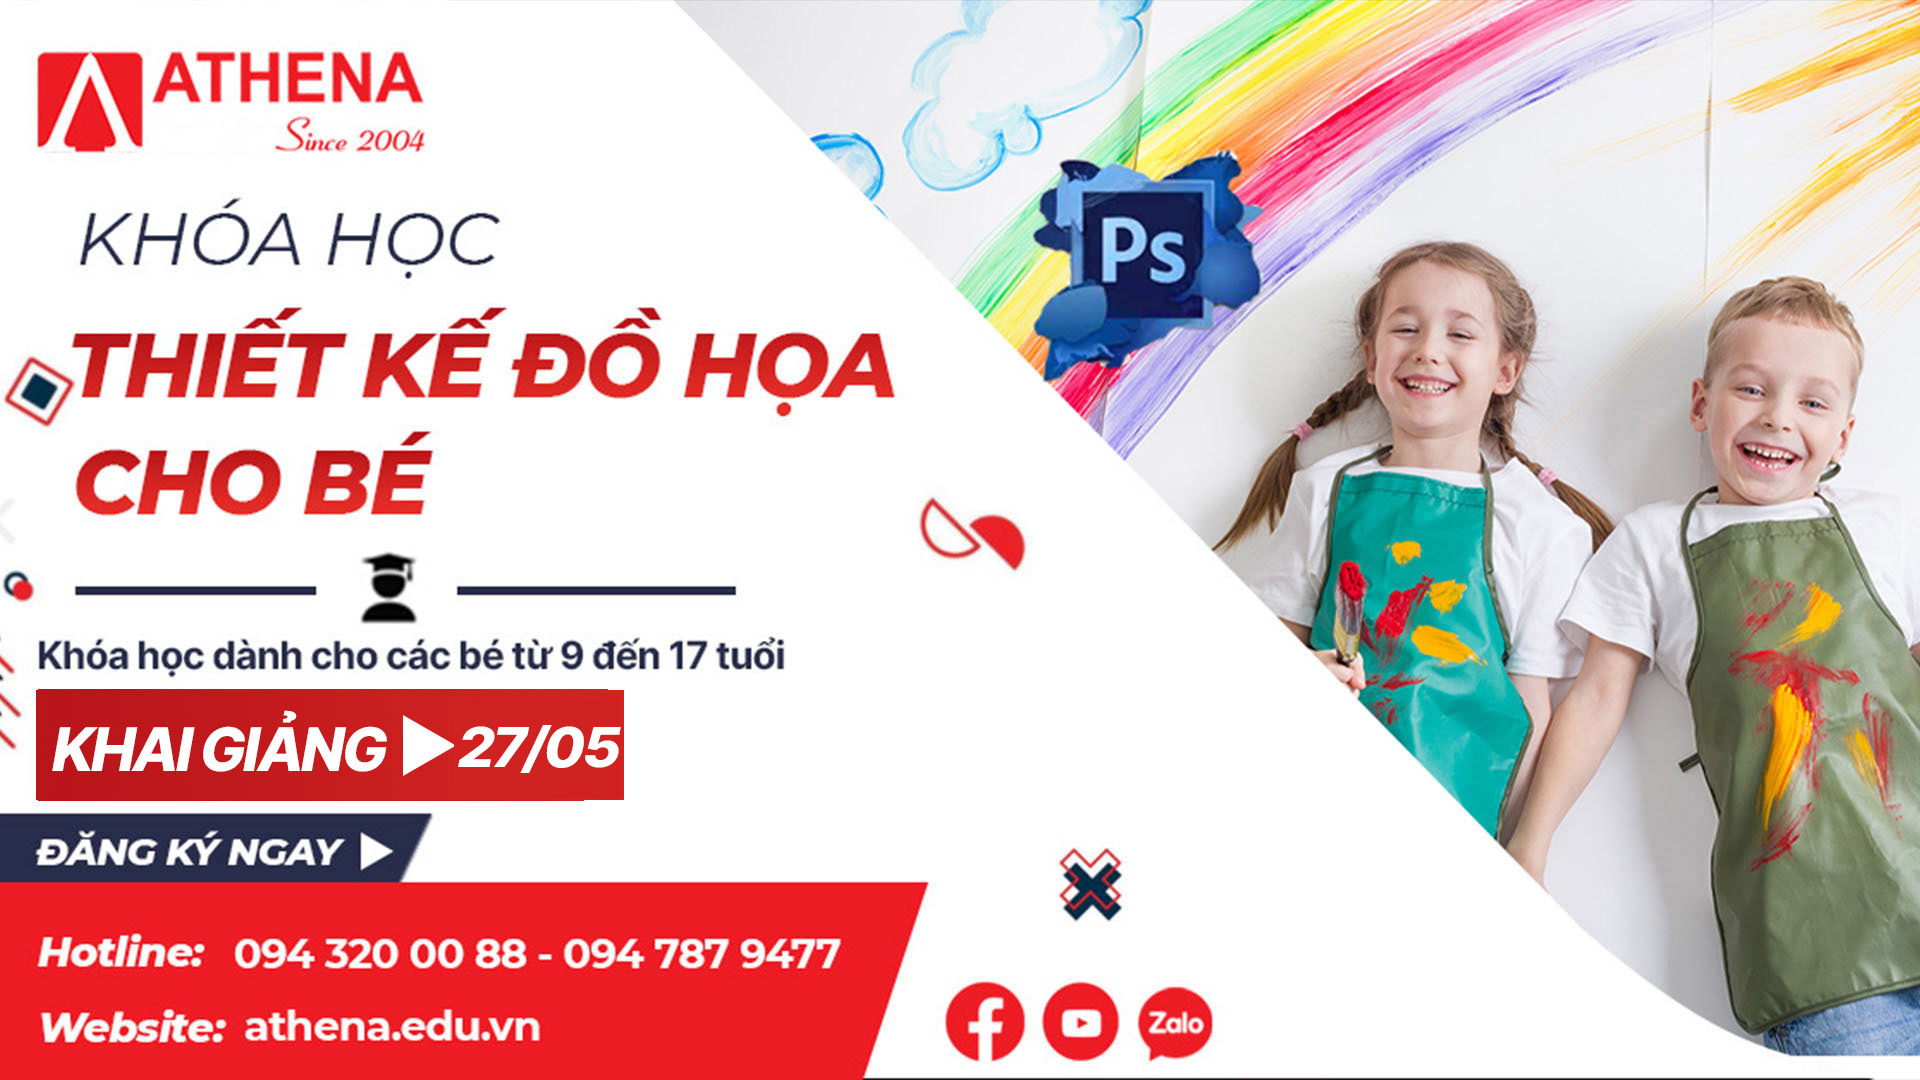 ATHENA
Since 2004
KHÓA HỌC
THIẾT KẾ ĐỒ HỌA
CHO BÉ
Ps
Khóa học dành cho các bé từ 9 đến 17 tuổi
KHAI GIẢNG 27/05
ĐĂNG KÝ NGAY
Hotline: 094 320 00 88 - 094 787 9477
Website: athena.edu.vn
Zalo